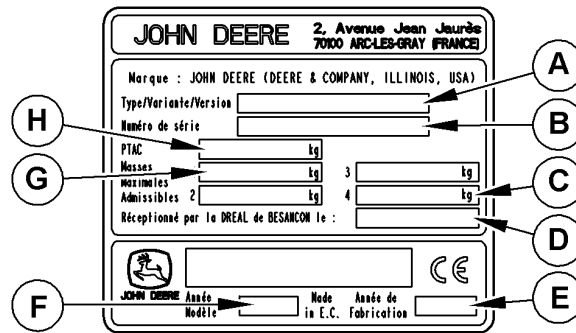 JOHN DEERE 2, Avenue Jean Jaurès
70100 ARC-LES-GRAY (FRANCE)
Marque : JOHN DEERE (DEERE & COMPANY, ILLINOIS, USA)
A
Type/Variante/Version
B
Numéro de série
H
PTAC kg
G
Masses kg 3 kg
Maximales
Admissibles 2 kg 4 kg
C
Réceptionné par la DREAL de BESANCON le :
D
JOHN DEERE
CE
F
Année Modèle
Made in E.C.
Année de Fabrication
E